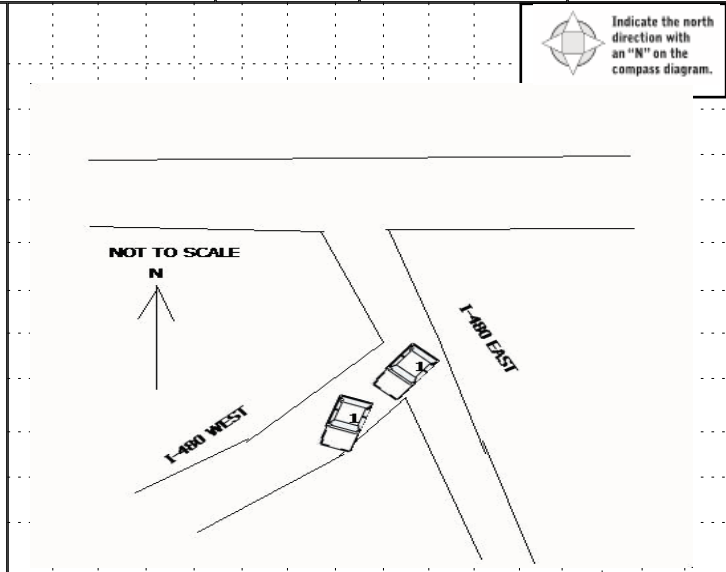 Indicate the north
direction with
an “N” on the
compass diagram.
NOT TO SCALE
N
I-480 EAST
1
1
I-480 WEST